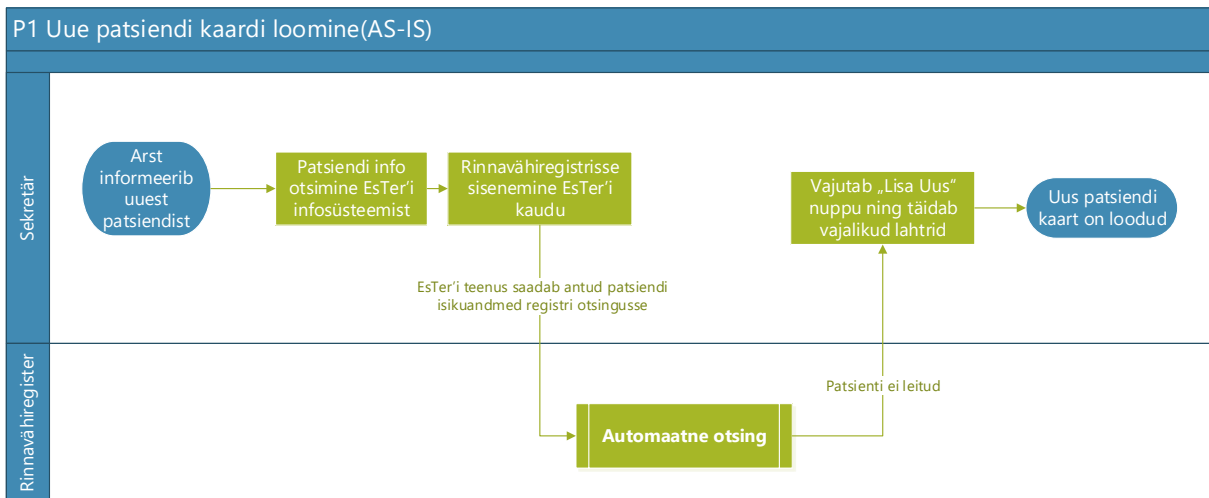 P1 Uue patsiendi kaardi loomine(AS-IS)
Sekretär
Arst
informeerib
uuest
patsiendist
Patsiendi info
otsimine EsTer’i
infosüsteemist
Rinnavähiregistrisse
sisenemine EsTer’i
kaudu
Vajutab „Lisa Uus“
nuppu ning täidab
vajalikud lahtrid
Uus patsiendi
kaart on loodud
EsTer’i teenus saadab antud patsiendi
isikuandmed registri otsingusse
Rinnavähiregister
Patsienti ei leitud
Automaatne otsing